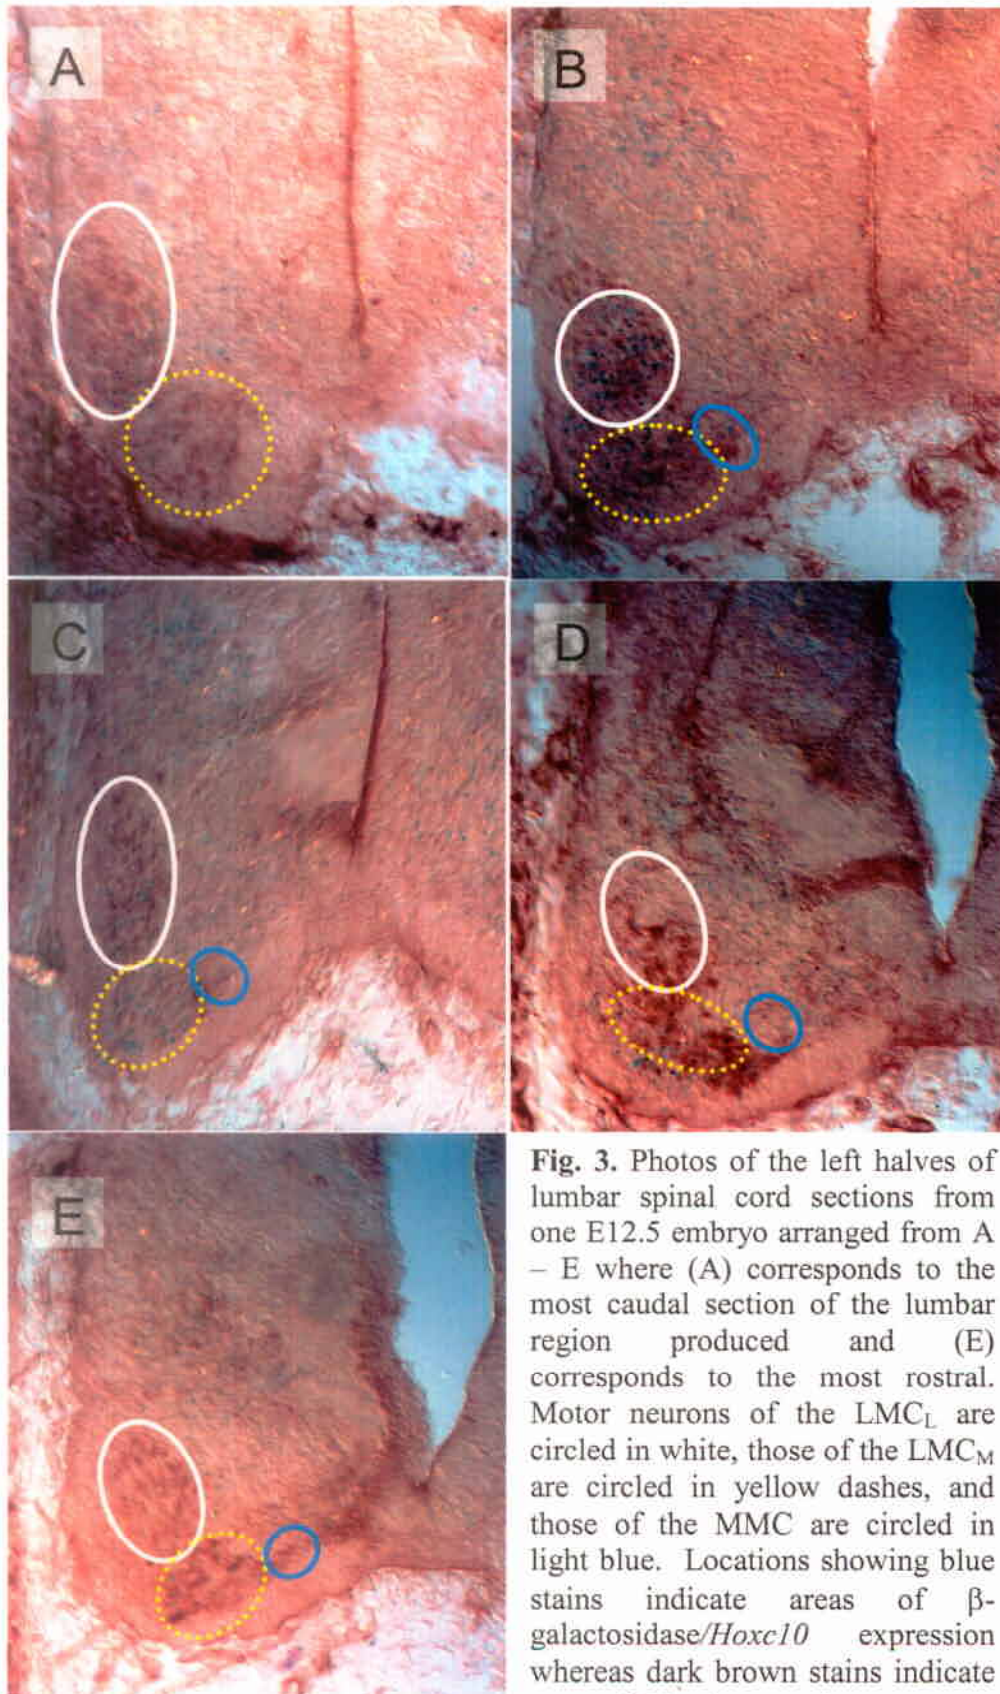 A
B
C
D
E
Fig. 3. Photos of the left halves of
lumbar spinal cord sections from
one E12.5 embryo arranged from A
– E where (A) corresponds to the
most caudal section of the lumbar
region produced and (E)
corresponds to the most rostral.
Motor neurons of the LMCL are
circled in white, those of the LMCM
are circled in yellow dashes, and
those of the MMC are circled in
light blue. Locations showing blue
stains indicate areas of β-
galactosidase/Hoxc10 expression
whereas dark brown stains indicate